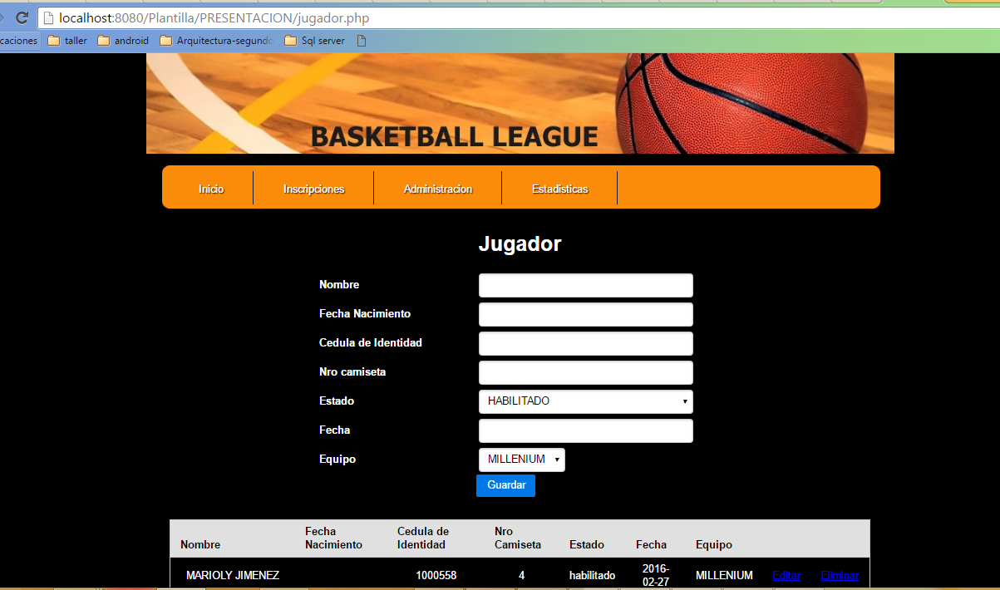 localhost:8080/Plantilla/PRESENTACION/jugador.php
caciones taller android Arquitectura-segundo Sql server
BASKETBALL LEAGUE
Inicio Inscripciones Administracion Estadisticas
Jugador
Nombre
Fecha Nacimiento
Cedula de Identidad
Nro camiseta
Estado HABILITADO
Fecha
Equipo MILLENIUM
Guardar
Nombre Fecha Nacimiento Cedula de Identidad Nro Camiseta Estado Fecha Equipo
MARIOLY JIMENEZ 1000558 4 habilitado 2016-02-27 MILLENIUM Editar Eliminar